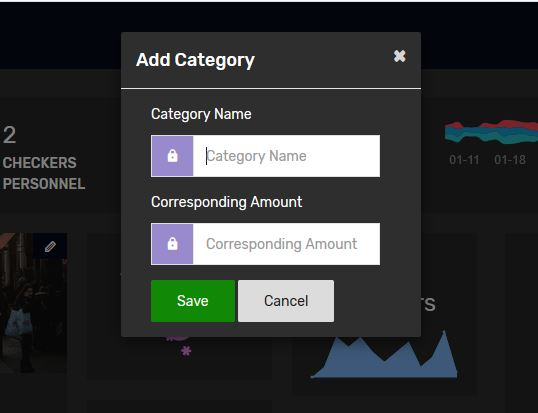 Add Category
✖
Category Name
Category Name
Corresponding Amount
Corresponding Amount
Save
Cancel
2
CHECKERS
PERSONNEL
01-11 01-18